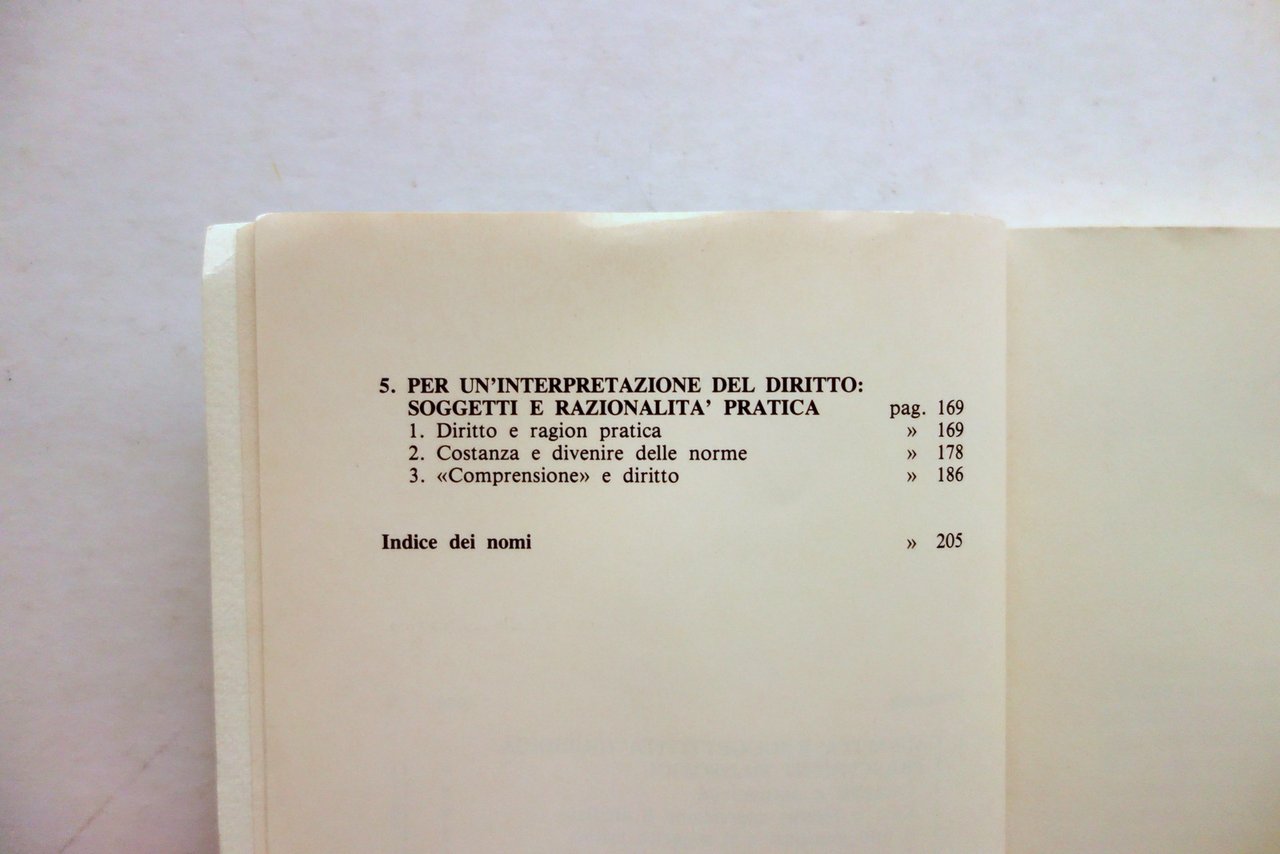 5. PER UN'INTERPRETAZIONE DEL DIRITTO:
SOGGETTI E RAZIONALITA' PRATICA pag. 169
1. Diritto e ragion pratica » 169
2. Costanza e divenire delle norme » 178
3. «Comprensione» e diritto » 186
Indice dei nomi » 205